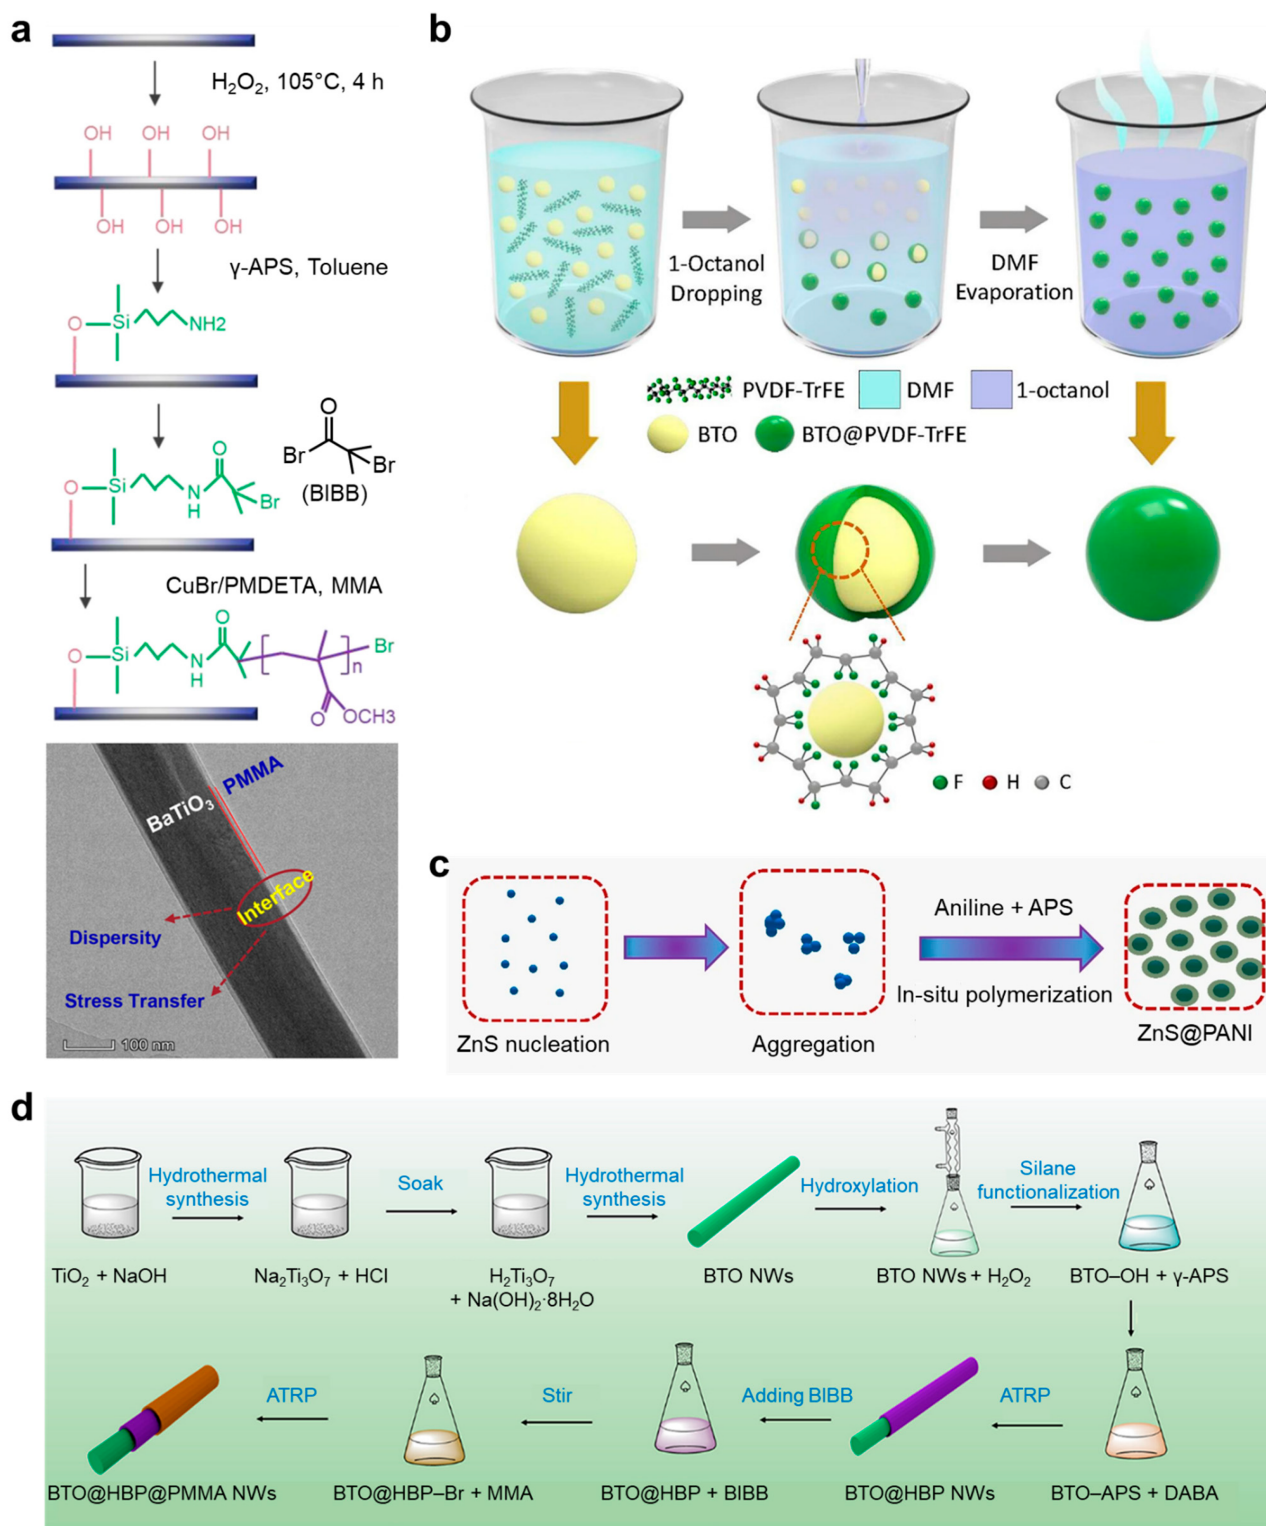 a
H₂O₂, 105°C, 4 h
OH OH OH
OH OH OH
γ-APS, Toluene
O Si NH2
O
Br Br
(BIBB)
O
O Si N Br
H
CuBr/PMDETA, MMA
O
O Si N Br
H n
O OCH3
BaTiO₃ PMMA
Interface
Dispersity
Stress Transfer
100 nm
b
1-Octanol
Dropping
DMF
Evaporation
PVDF-TrFE DMF 1-octanol
BTO BTO@PVDF-TrFE
F H C
c
Aniline + APS
In-situ polymerization
ZnS nucleation
Aggregation
ZnS@PANI
d
Hydrothermal
synthesis
Soak
Hydrothermal
synthesis
Hydroxylation
Silane
functionalization
TiO₂ + NaOH
Na₂Ti₃O₇ + HCl
H₂Ti₃O₇
+ Na(OH)₂·8H₂O
BTO NWs
BTO NWs + H₂O₂
BTO–OH + γ-APS
ATRP
Stir
Adding BIBB
ATRP
BTO@HBP@PMMA NWs
BTO@HBP–Br + MMA
BTO@HBP + BIBB
BTO@HBP NWs
BTO–APS + DABA